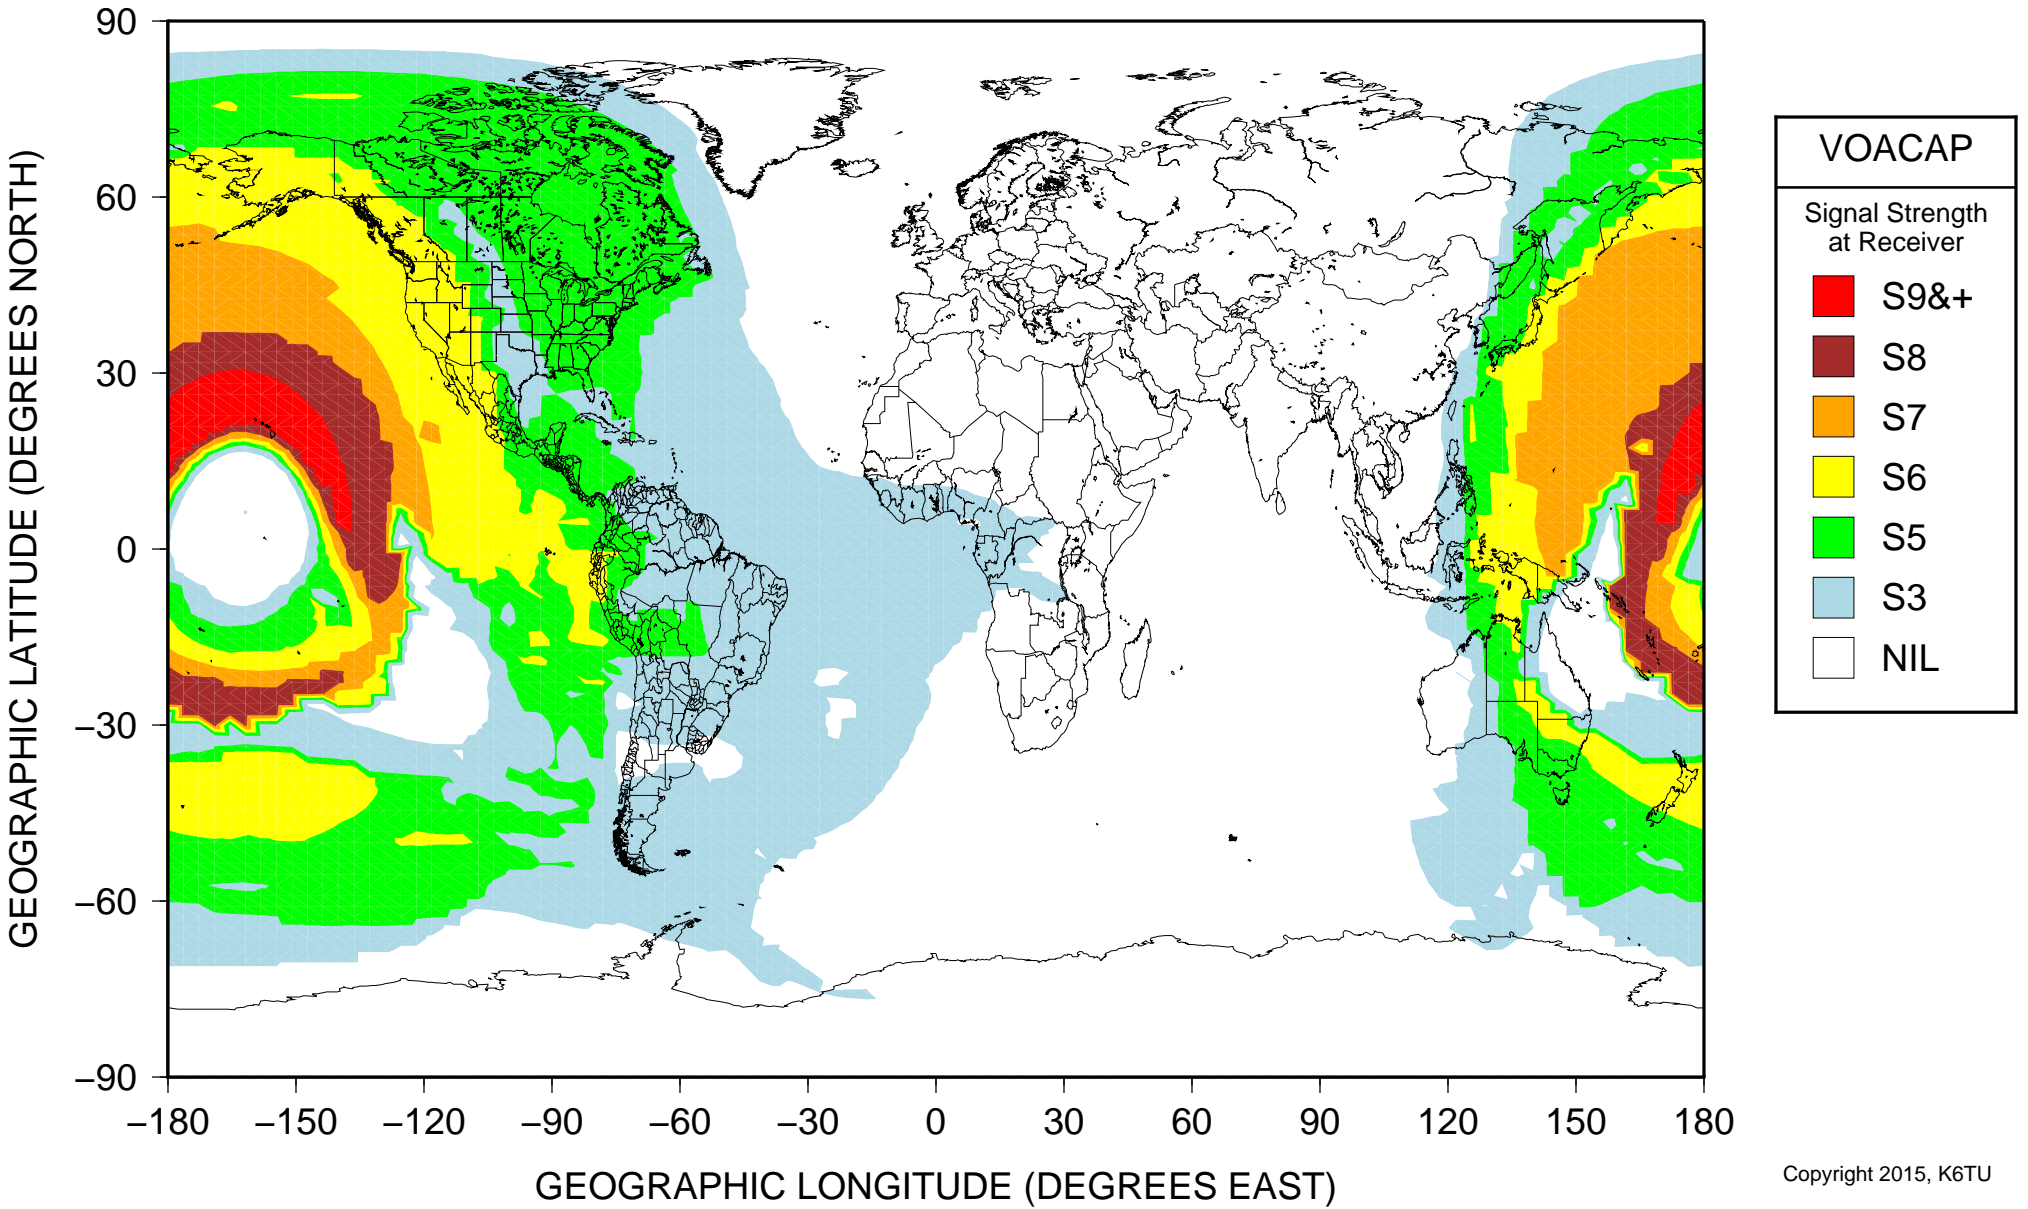 90
60
30
0
−30
−60
−90
GEOGRAPHIC LATITUDE (DEGREES NORTH)
−180 −150 −120 −90 −60 −30 0 30 60 90 120 150 180
GEOGRAPHIC LONGITUDE (DEGREES EAST)
VOACAP
Signal Strength
at Receiver
S9&+
S8
S7
S6
S5
S3
NIL
Copyright 2015, K6TU